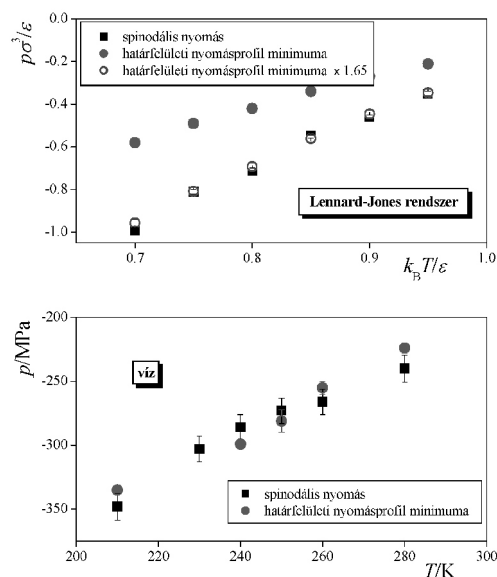 pσ³/ε
0.0
-0.2
-0.4
-0.6
-0.8
-1.0
spinodális nyomás
határfelületi nyomásprofil minimuma
határfelületi nyomásprofil minimuma x 1.65
Lennard-Jones rendszer
0.7
0.8
0.9
1.0
k_B T/ε
p/MPa
-200
-250
-300
-350
víz
spinodális nyomás
határfelületi nyomásprofil minimuma
200
220
240
260
280
300
T/K